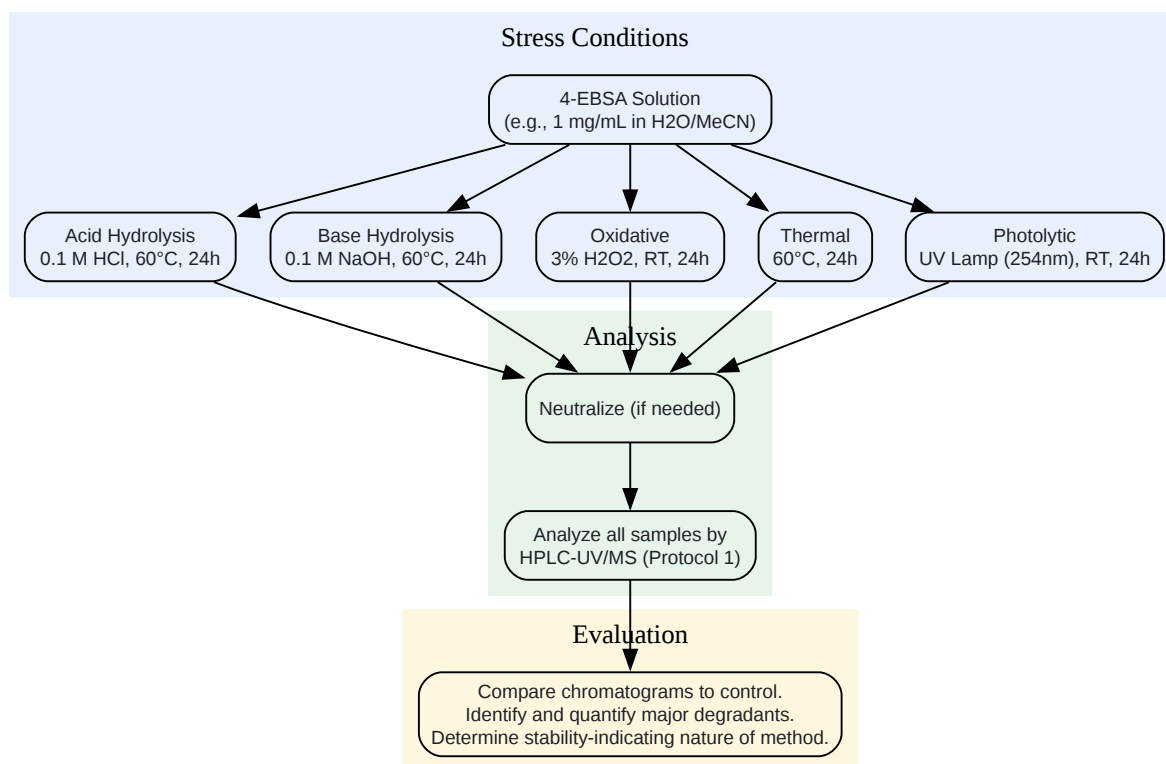 Stress Conditions
4-EBSA Solution
(e.g., 1 mg/mL in H2O/MeCN)
Acid Hydrolysis
0.1 M HCl, 60°C, 24h
Base Hydrolysis
0.1 M NaOH, 60°C, 24h
Oxidative
3% H2O2, RT, 24h
Thermal
60°C, 24h
Photolytic
UV Lamp (254nm), RT, 24h
Analysis
Neutralize (if needed)
Analyze all samples by
HPLC-UV/MS (Protocol 1)
Evaluation
Compare chromatograms to control.
Identify and quantify major degradants.
Determine stability-indicating nature of method.